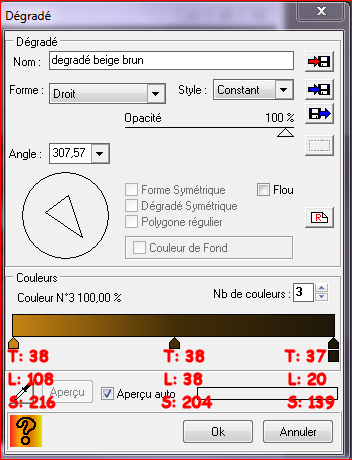 Dégradé
Dégradé
Nom : degradé beige brun
Forme : Droit Style : Constant
Opacité 100 %
Angle : 307,57
Forme Symétrique Flou
Dégradé Symétrique
Polygone régulier
R
Couleur de Fond
Couleurs
Couleur N°3 100,00 % Nb de couleurs : 3
T: 38 T: 38 T: 37
L: 108 L: 38 L: 20
Aperçu Aperçu auto
S: 216 S: 204 S: 139
?
Ok Annuler